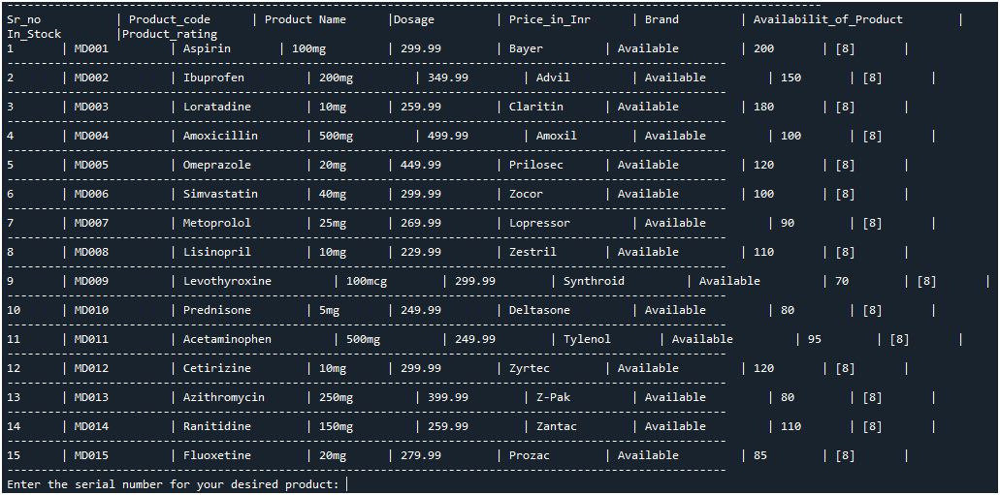 --------------------------------------------------------------------------------------------------------------------------
Sr_no | Product_code | Product Name |Dosage | Price_in_Inr | Brand | Availabilit_of_Product |
In_Stock |Product_rating
1 | MD001 | Aspirin | 100mg | 299.99 | Bayer | Available | 200 | [8] |
----------------------------------------------------------------------------------------------------------
2 | MD002 | Ibuprofen | 200mg | 349.99 | Advil | Available | 150 | [8] |
----------------------------------------------------------------------------------------------------------
3 | MD003 | Loratadine | 10mg | 259.99 | Claritin | Available | 180 | [8] |
----------------------------------------------------------------------------------------------------------
4 | MD004 | Amoxicillin | 500mg | 499.99 | Amoxil | Available | 100 | [8] |
----------------------------------------------------------------------------------------------------------
5 | MD005 | Omeprazole | 20mg | 449.99 | Prilosec | Available | 120 | [8] |
----------------------------------------------------------------------------------------------------------
6 | MD006 | Simvastatin | 40mg | 299.99 | Zocor | Available | 100 | [8] |
----------------------------------------------------------------------------------------------------------
7 | MD007 | Metoprolol | 25mg | 269.99 | Lopressor | Available | 90 | [8] |
----------------------------------------------------------------------------------------------------------
8 | MD008 | Lisinopril | 10mg | 229.99 | Zestril | Available | 110 | [8] |
----------------------------------------------------------------------------------------------------------
9 | MD009 | Levothyroxine | 100mcg | 299.99 | Synthroid | Available | 70 | [8] |
----------------------------------------------------------------------------------------------------------
10 | MD010 | Prednisone | 5mg | 249.99 | Deltasone | Available | 80 | [8] |
----------------------------------------------------------------------------------------------------------
11 | MD011 | Acetaminophen | 500mg | 249.99 | Tylenol | Available | 95 | [8] |
----------------------------------------------------------------------------------------------------------
12 | MD012 | Cetirizine | 10mg | 299.99 | Zyrtec | Available | 120 | [8] |
----------------------------------------------------------------------------------------------------------
13 | MD013 | Azithromycin | 250mg | 399.99 | Z-Pak | Available | 80 | [8] |
----------------------------------------------------------------------------------------------------------
14 | MD014 | Ranitidine | 150mg | 259.99 | Zantac | Available | 110 | [8] |
----------------------------------------------------------------------------------------------------------
15 | MD015 | Fluoxetine | 20mg | 279.99 | Prozac | Available | 85 | [8] |
----------------------------------------------------------------------------------------------------------
Enter the serial number for your desired product: